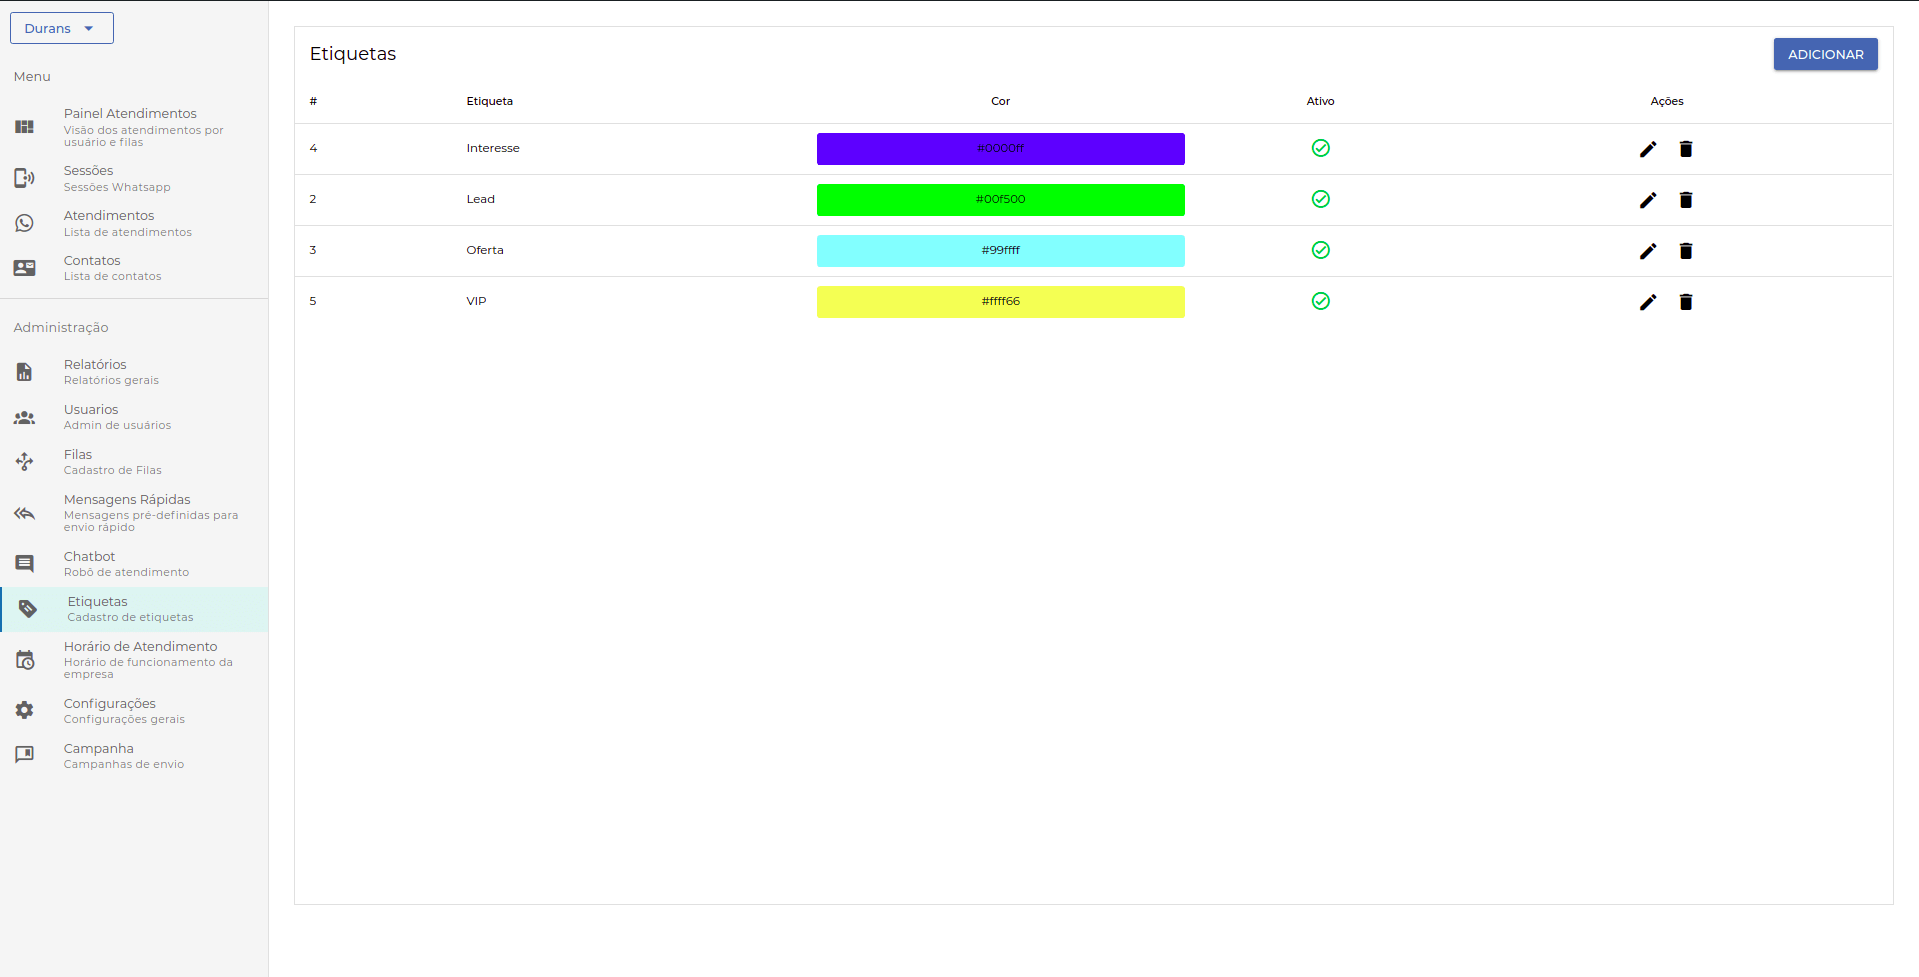 Durans
Menu
Painel Atendimentos
Visão dos atendimentos por
usuário e filas
Sessões
Sessões Whatsapp
Atendimentos
Lista de atendimentos
Contatos
Lista de contatos
Administração
Relatórios
Relatórios gerais
Usuarios
Admin de usuários
Filas
Cadastro de Filas
Mensagens Rápidas
Mensagens pré-definidas para
envio rápido
Chatbot
Robô de atendimento
Etiquetas
Cadastro de etiquetas
Horário de Atendimento
Horário de funcionamento da
empresa
Configurações
Configurações gerais
Campanha
Campanhas de envio
Etiquetas ADICIONAR
# Etiqueta Cor Ativo Ações
4 Interesse #0000ff
2 Lead #00f500
3 Oferta #99ffff
5 VIP #ffff66